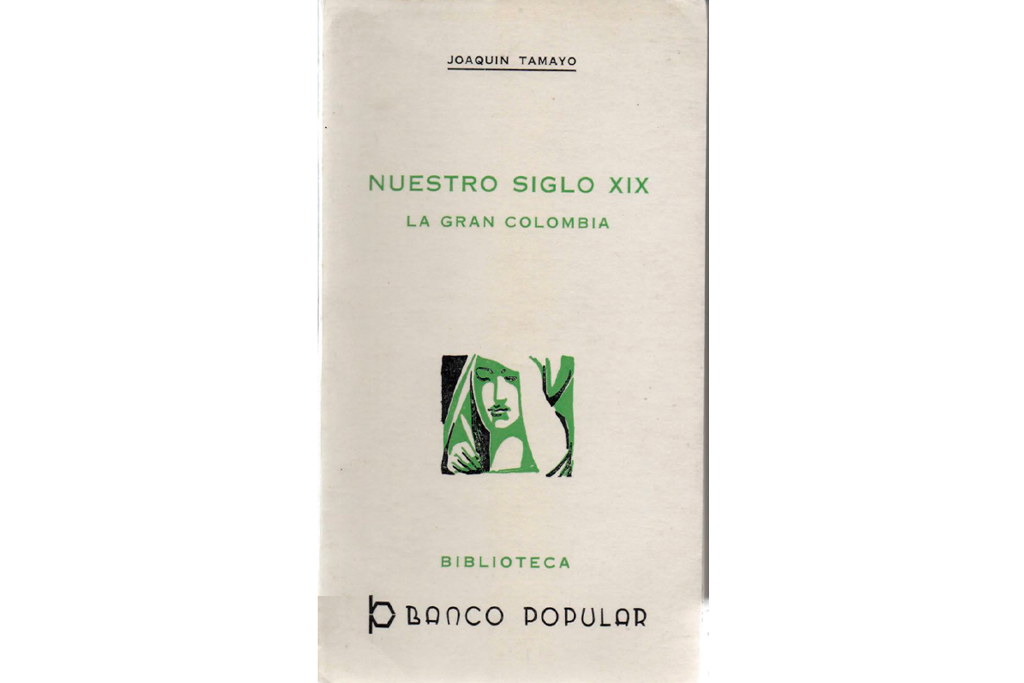 JOAQUIN TAMAYO
NUESTRO SIGLO XIX
LA GRAN COLOMBIA
BIBLIOTECA
BANCO POPULAR